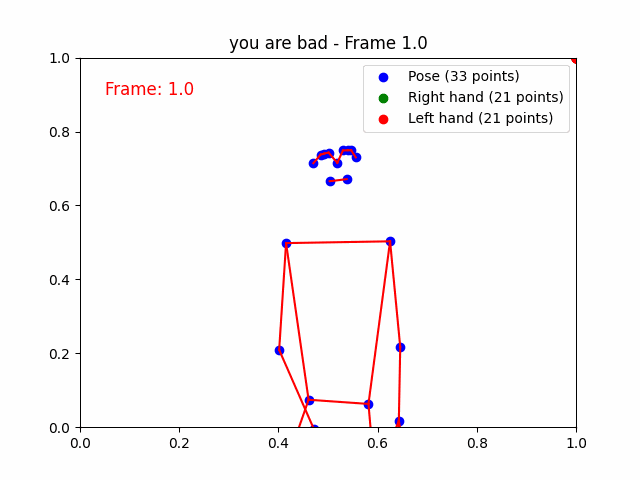 you are bad - Frame 1.0
Frame: 1.0
Pose (33 points)
Right hand (21 points)
Left hand (21 points)
1.0
0.8
0.6
0.4
0.2
0.0
0.0 0.2 0.4 0.6 0.8 1.0